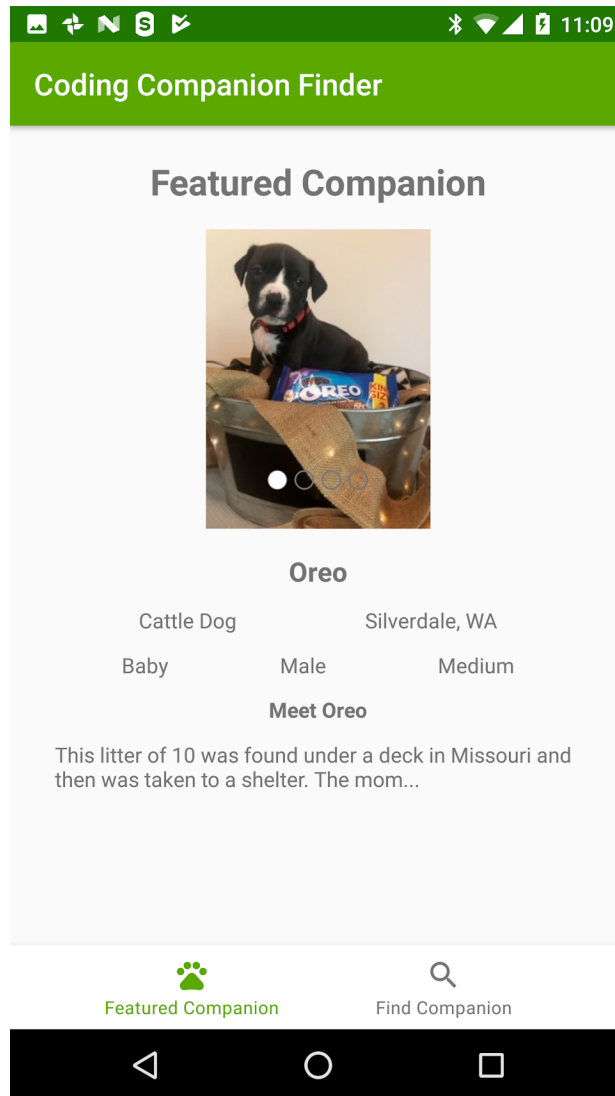 11:09
Coding Companion Finder
Featured Companion
OREO
KING
SIZE
Oreo
Cattle Dog Silverdale, WA
Baby Male Medium
Meet Oreo
This litter of 10 was found under a deck in Missouri and
then was taken to a shelter. The mom...
Featured Companion Find Companion